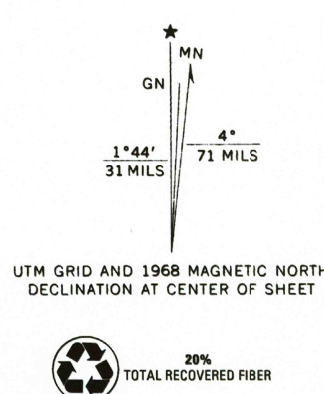 ★
MN
GN
1°44′
31 MILS
4°
71 MILS
UTM GRID AND 1968 MAGNETIC NORTH
DECLINATION AT CENTER OF SHEET
20%
TOTAL RECOVERED FIBER